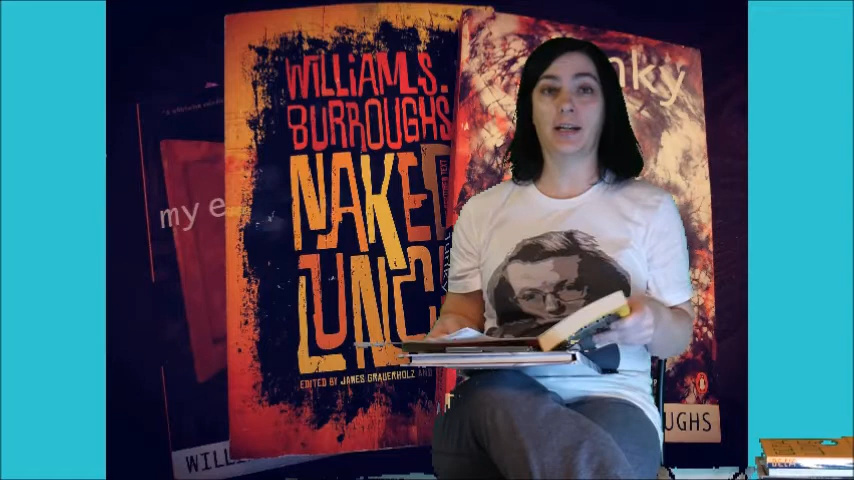 WILLIAM S.
BURROUGHS
NAKED
LUNCH
EDITED BY JAMES GRAUERHOLZ AND
my e
nky
WILL
UGHS